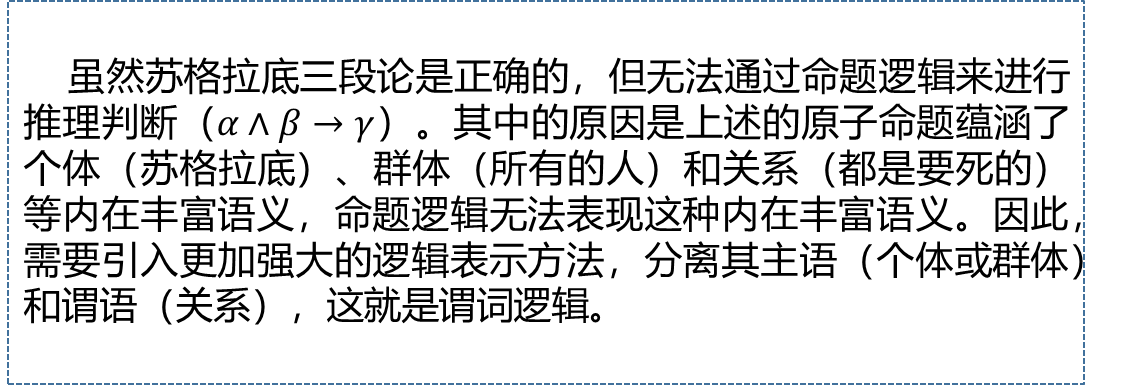 虽然苏格拉底三段论是正确的，但无法通过命题逻辑来进行
推理判断（𝛼 ∧ 𝛽 → 𝛾）。其中的原因是上述的原子命题蕴涵了
个体（苏格拉底）、群体（所有的人）和关系（都是要死的）
等内在丰富语义，命题逻辑无法表现这种内在丰富语义。因此，
需要引入更加强大的逻辑表示方法，分离其主语（个体或群体）
和谓语（关系），这就是谓词逻辑。